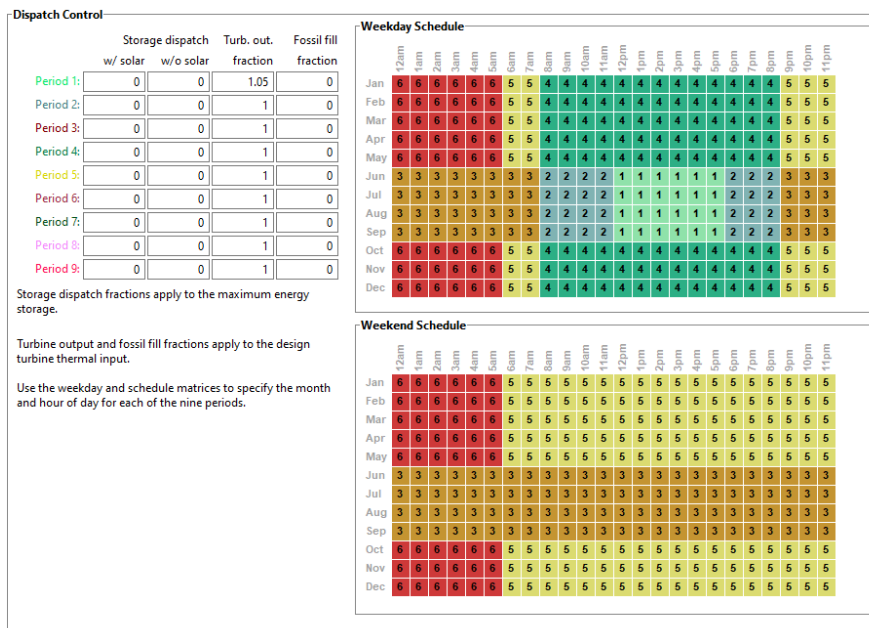 Dispatch Control
Storage dispatch Turb. out. Fossil fill
w/ solar w/o solar fraction fraction
Period 1: 0 0 1.05 0
Period 2: 0 0 1 0
Period 3: 0 0 1 0
Period 4: 0 0 1 0
Period 5: 0 0 1 0
Period 6: 0 0 1 0
Period 7: 0 0 1 0
Period 8: 0 0 1 0
Period 9: 0 0 1 0
Storage dispatch fractions apply to the maximum energy
storage.
Turbine output and fossil fill fractions apply to the design
turbine thermal input.
Use the weekday and schedule matrices to specify the month
and hour of day for each of the nine periods.
Weekday Schedule
12am 1am 2am 3am 4am 5am 6am 7am 8am 9am 10am 11am 12pm 1pm 2pm 3pm 4pm 5pm 6pm 7pm 8pm 9pm 10pm 11pm
Jan 6 6 6 6 6 6 5 5 4 4 4 4 4 4 4 4 4 4 4 4 4 5 5 5
Feb 6 6 6 6 6 6 5 5 4 4 4 4 4 4 4 4 4 4 4 4 4 5 5 5
Mar 6 6 6 6 6 6 5 5 4 4 4 4 4 4 4 4 4 4 4 4 4 5 5 5
Apr 6 6 6 6 6 6 5 5 4 4 4 4 4 4 4 4 4 4 4 4 4 5 5 5
May 6 6 6 6 6 6 5 5 4 4 4 4 4 4 4 4 4 4 4 4 4 5 5 5
Jun 3 3 3 3 3 3 3 3 2 2 2 2 1 1 1 1 1 1 2 2 2 3 3 3
Jul 3 3 3 3 3 3 3 3 2 2 2 2 1 1 1 1 1 1 2 2 2 3 3 3
Aug 3 3 3 3 3 3 3 3 2 2 2 2 1 1 1 1 1 1 2 2 2 3 3 3
Sep 3 3 3 3 3 3 3 3 2 2 2 2 1 1 1 1 1 1 2 2 2 3 3 3
Oct 6 6 6 6 6 6 5 5 4 4 4 4 4 4 4 4 4 4 4 4 4 5 5 5
Nov 6 6 6 6 6 6 5 5 4 4 4 4 4 4 4 4 4 4 4 4 4 5 5 5
Dec 6 6 6 6 6 6 5 5 4 4 4 4 4 4 4 4 4 4 4 4 4 5 5 5
Weekend Schedule
12am 1am 2am 3am 4am 5am 6am 7am 8am 9am 10am 11am 12pm 1pm 2pm 3pm 4pm 5pm 6pm 7pm 8pm 9pm 10pm 11pm
Jan 6 6 6 6 6 6 5 5 5 5 5 5 5 5 5 5 5 5 5 5 5 5 5 5
Feb 6 6 6 6 6 6 5 5 5 5 5 5 5 5 5 5 5 5 5 5 5 5 5 5
Mar 6 6 6 6 6 6 5 5 5 5 5 5 5 5 5 5 5 5 5 5 5 5 5 5
Apr 6 6 6 6 6 6 5 5 5 5 5 5 5 5 5 5 5 5 5 5 5 5 5 5
May 6 6 6 6 6 6 5 5 5 5 5 5 5 5 5 5 5 5 5 5 5 5 5 5
Jun 3 3 3 3 3 3 3 3 3 3 3 3 3 3 3 3 3 3 3 3 3 3 3 3
Jul 3 3 3 3 3 3 3 3 3 3 3 3 3 3 3 3 3 3 3 3 3 3 3 3
Aug 3 3 3 3 3 3 3 3 3 3 3 3 3 3 3 3 3 3 3 3 3 3 3 3
Sep 3 3 3 3 3 3 3 3 3 3 3 3 3 3 3 3 3 3 3 3 3 3 3 3
Oct 6 6 6 6 6 6 5 5 5 5 5 5 5 5 5 5 5 5 5 5 5 5 5 5
Nov 6 6 6 6 6 6 5 5 5 5 5 5 5 5 5 5 5 5 5 5 5 5 5 5
Dec 6 6 6 6 6 6 5 5 5 5 5 5 5 5 5 5 5 5 5 5 5 5 5 5